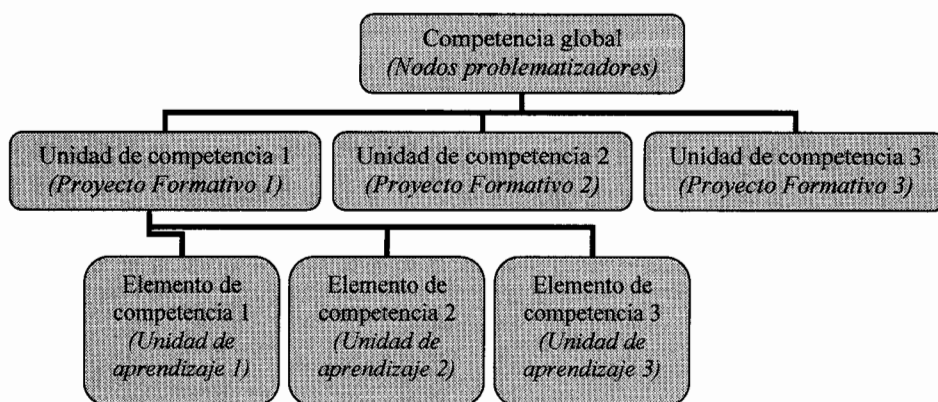 Competencia global
(Nodos problematizadores)
Unidad de competencia 1
(Proyecto Formativo 1)
Unidad de competencia 2
(Proyecto Formativo 2)
Unidad de competencia 3
(Proyecto Formativo 3)
Elemento de
competencia 1
(Unidad de
aprendizaje 1)
Elemento de
competencia 2
(Unidad de
aprendizaje 2)
Elemento de
competencia 3
(Unidad de
aprendizaje 3)